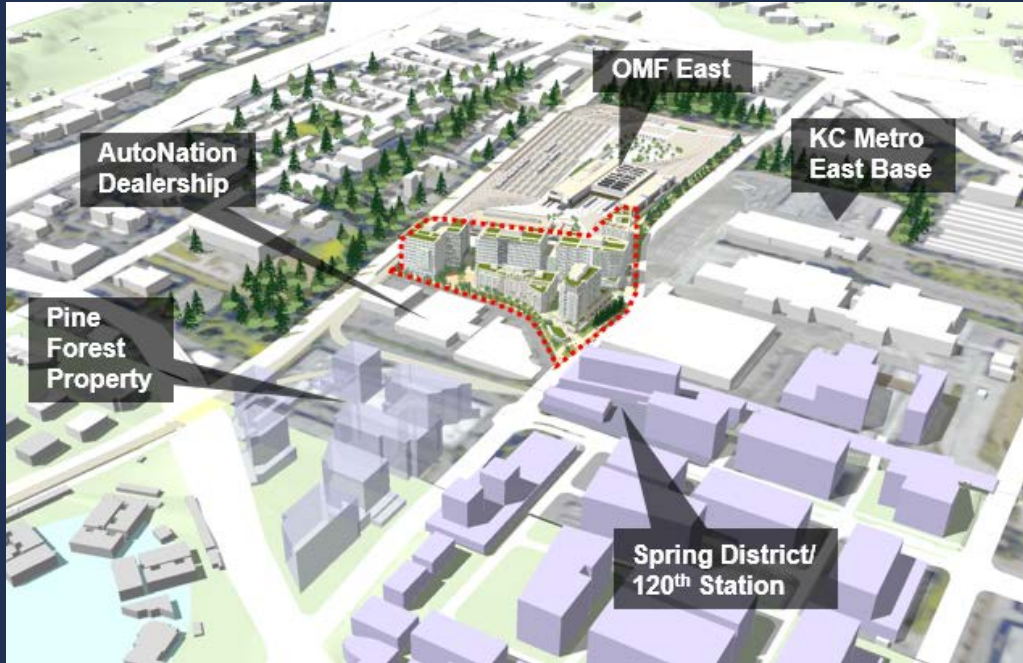 OMF East
AutoNation
Dealership
KC Metro
East Base
Pine
Forest
Property
Spring District/
120th Station